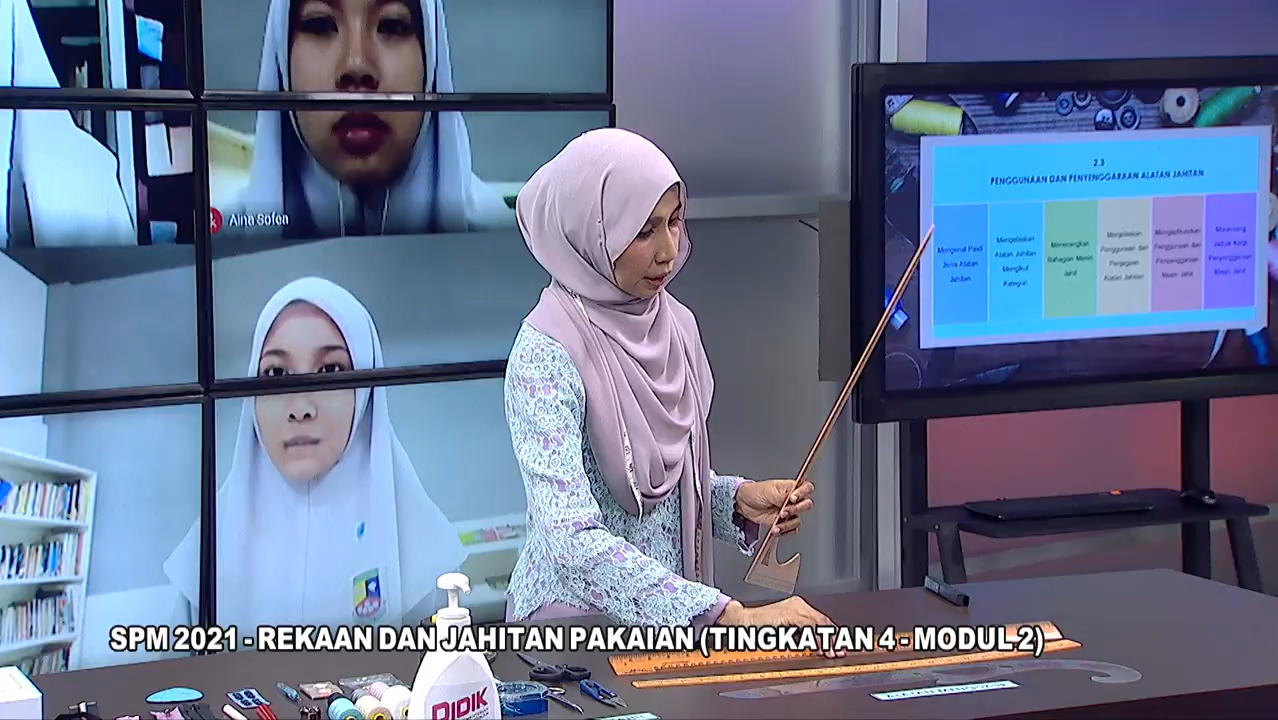 Aina Sofea
2.3
PENGGUNAAN DAN PENYENGGARAAN ALATAN JAHITAN
Mengenal Pasti
Jenis Alatan
Jahitan
Mengelaskan
Alatan Jahitan
Mengikut
Kategori
Menerangkan
Bahagian Mesin
Jahit
Menjelaskan
Penggunaan dan
Penjagaan
Alatan Jahitan
Mengaplikasikan
Penggunaan dan
Penyenggaraan
Mesin Jahit
Merancang
Jadual Kerja
Penyenggaraan
Mesin Jahit
SPM 2021 - REKAAN DAN JAHITAN PAKAIAN (TINGKATAN 4 - MODUL 2)
DIDIK